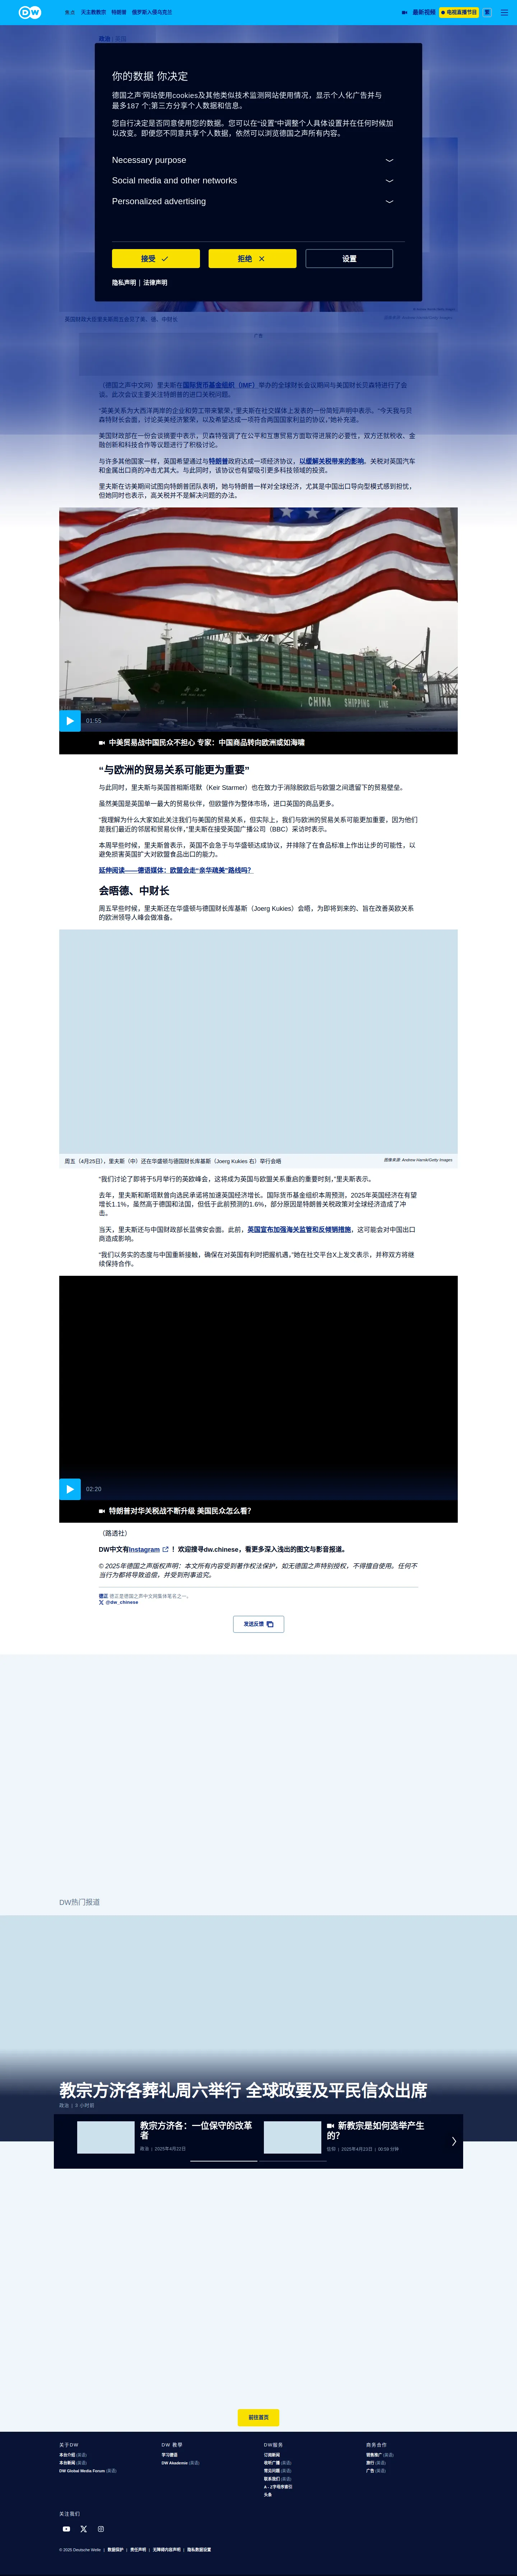 DW
焦点
天主教教宗
特朗普
俄罗斯入侵乌克兰
最新视频
电视直播节目
繁
政治 | 英国
你的数据 你决定
德国之声网站使用cookies及其他类似技术监测网站使用情况，显示个人化广告并与
最多187 个;第三方分享个人数据和信息。
您自行决定是否同意使用您的数据。您可以在“设置”中调整个人具体设置并在任何时候加
以改变。即便您不同意共享个人数据，依然可以浏览德国之声所有内容。
Necessary purpose
Social media and other networks
Personalized advertising
接受
拒绝
设置
隐私声明 | 法律声明
英国财政大臣里夫斯周五会见了美、德、中财长
广告
（德国之声中文网）里夫斯在国际货币基金组织（IMF）举办的全球财长会议期间与美国财长贝森特进行了会
谈。此次会议主要关注特朗普的进口关税问题。
“英美关系为大西洋两岸的企业和劳工带来繁荣，”里夫斯在社交媒体上发表的一份简短声明中表示。“今天我与贝
森特财长会面，讨论英美经济繁荣、以及希望达成一项符合两国国家利益的协议，”她补充道。
美国财政部在一份会谈摘要中表示，贝森特强调了在公平和互惠贸易方面取得进展的必要性，双方还就税收、金
融创新和科技合作等议题进行了积极讨论。
与许多其他国家一样，英国希望通过与特朗普政府达成一项经济协议，以缓解关税带来的影响。关税对英国汽车
和金属出口商的冲击尤其大。与此同时，该协议也有望吸引更多科技领域的投资。
里夫斯在访美期间试图向特朗普团队表明，她与特朗普一样对全球经济，尤其是中国出口导向型模式感到担忧，
但她同时也表示，高关税并不是解决问题的办法。
CHINA SHIPPING
01:55
中美贸易战中国民众不担心 专家：中国商品转向欧洲或如海啸
“与欧洲的贸易关系可能更为重要”
与此同时，里夫斯与英国首相斯塔默（Keir Starmer）也在致力于消除脱欧后与欧盟之间遗留下的贸易壁垒。
虽然美国是英国单一最大的贸易伙伴，但欧盟作为整体市场，进口英国的商品更多。
“我理解为什么大家如此关注我们与美国的贸易关系，但实际上，我们与欧洲的贸易关系可能更加重要，因为他们
是我们最近的邻居和贸易伙伴，”里夫斯在接受英国广播公司（BBC）采访时表示。
本周早些时候，里夫斯曾表示，英国不会急于与华盛顿达成协议，并排除了在食品标准上作出让步的可能性，以
避免损害英国扩大对欧盟食品出口的能力。
延伸阅读——德语媒体：欧盟会走“亲华疏美”路线吗？
会晤德、中财长
周五早些时候，里夫斯还在华盛顿与德国财长库基斯（Joerg Kukies）会晤，为即将到来的、旨在改善英欧关系
的欧洲领导人峰会做准备。
周五（4月25日），里夫斯（中）还在华盛顿与德国财长库基斯（Joerg Kukies 右）举行会晤
图像来源: Andrew Harnik/Getty Images
“我们讨论了即将于5月举行的英欧峰会，这将成为英国与欧盟关系重启的重要时刻，”里夫斯表示。
去年，里夫斯和斯塔默曾向选民承诺将加速英国经济增长。国际货币基金组织本周预测，2025年英国经济在有望
增长1.1%，虽然高于德国和法国，但低于此前预测的1.6%，部分原因是特朗普关税政策对全球经济造成了冲
击。
当天，里夫斯还与中国财政部长蓝佛安会面。此前，英国宣布加强海关监管和反倾销措施，这可能会对中国出口
商造成影响。
“我们以务实的态度与中国重新接触，确保在对英国有利时把握机遇，”她在社交平台X上发文表示，并称双方将继
续保持合作。
02:20
特朗普对华关税战不断升级 美国民众怎么看？
（路透社）
DW中文有Instagram ！欢迎搜寻dw.chinese，看更多深入浅出的图文与影音报道。
© 2025年德国之声版权声明：本文所有内容受到著作权法保护，如无德国之声特别授权，不得擅自使用。任何不
当行为都将导致追偿，并受到刑事追究。
德正 德正是德国之声中文网集体笔名之一。
@dw_chinese
发送反馈
DW热门报道
教宗方济各葬礼周六举行 全球政要及平民信众出席
政治 | 3 小时前
教宗方济各：一位保守的改革
者
政治 | 2025年4月22日
新教宗是如何选举产生
的？
信仰 | 2025年4月23日 | 00:59 分钟
前往首页
关于DW
本台介绍 (英语)
本台新闻 (英语)
DW Global Media Forum (英语)
DW 教学
学习德语
DW Akademie (英语)
DW服务
订阅新闻
收听广播 (英语)
常见问题 (英语)
联系我们 (英语)
A - Z字母序索引
头条
商务合作
销售推广 (英语)
旅行 (英语)
广告 (英语)
关注我们
© 2025 Deutsche Welle | 数据保护 | 责任声明 | 无障碍内容声明 | 隐私数据设置